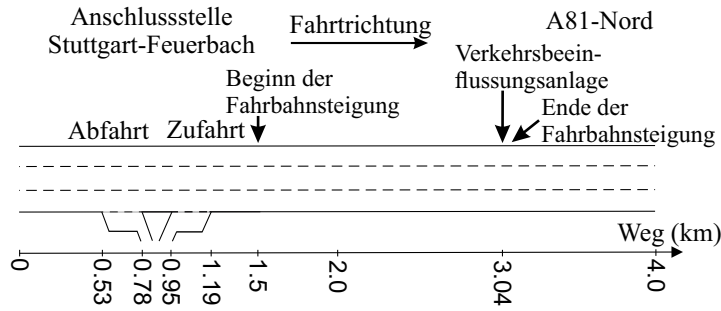 Anschlussstelle
Stuttgart-Feuerbach
Fahrtrichtung
A81-Nord
Verkehrsbeein-
flussungsanlage
Beginn der
Fahrbahnsteigung
Ende der
Fahrbahnsteigung
Abfahrt
Zufahrt
Weg (km)
0
0.53
0.78
0.95
1.19
1.5
2.0
3.04
4.0